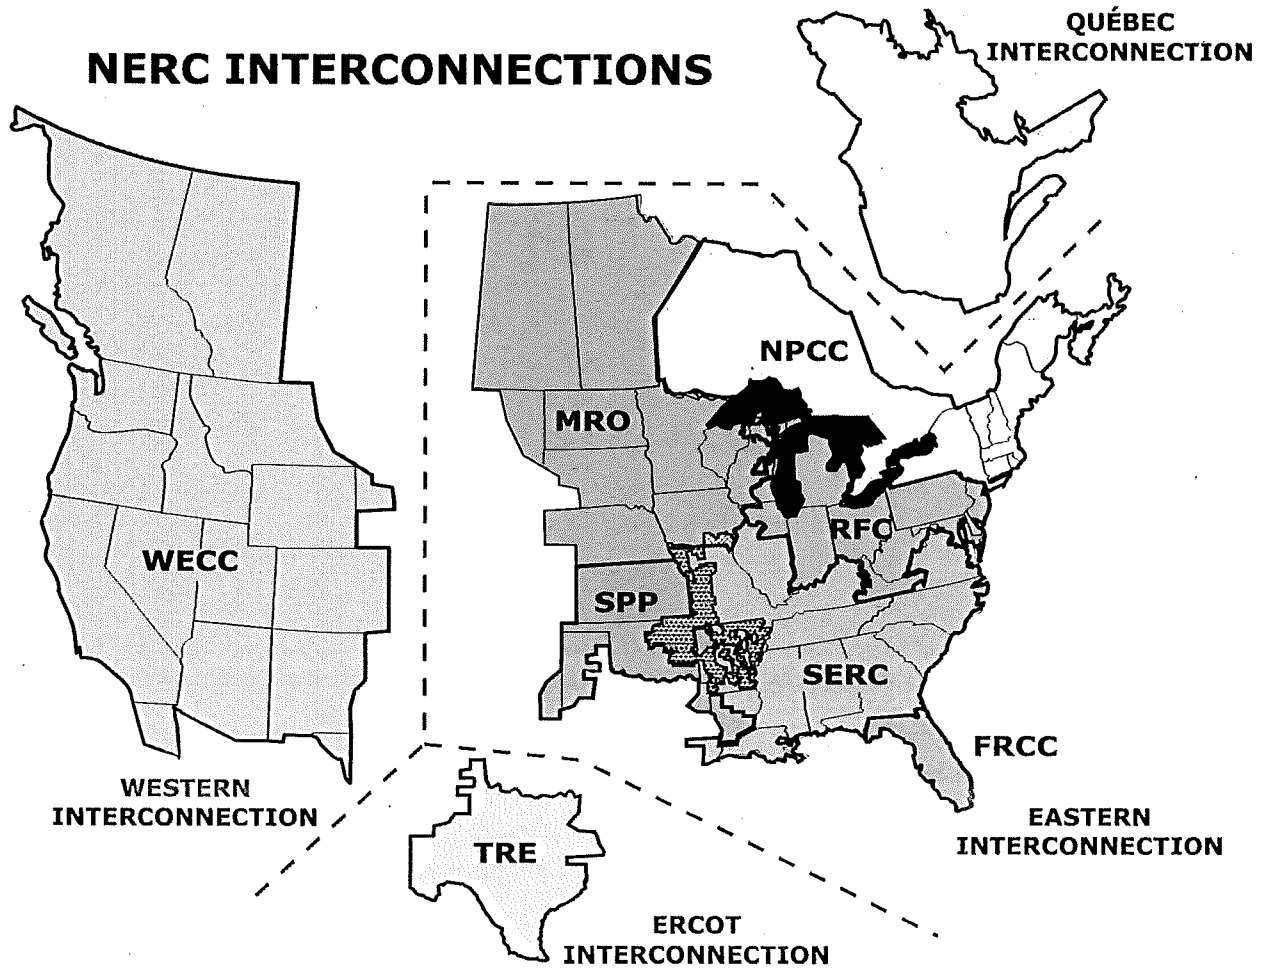 QUÉBEC
INTERCONNECTION
NERC INTERCONNECTIONS
NPCC
MRO
RFC
WECC
SPP
SERC
FRCC
WESTERN
INTERCONNECTION
EASTERN
INTERCONNECTION
TRE
ERCOT
INTERCONNECTION